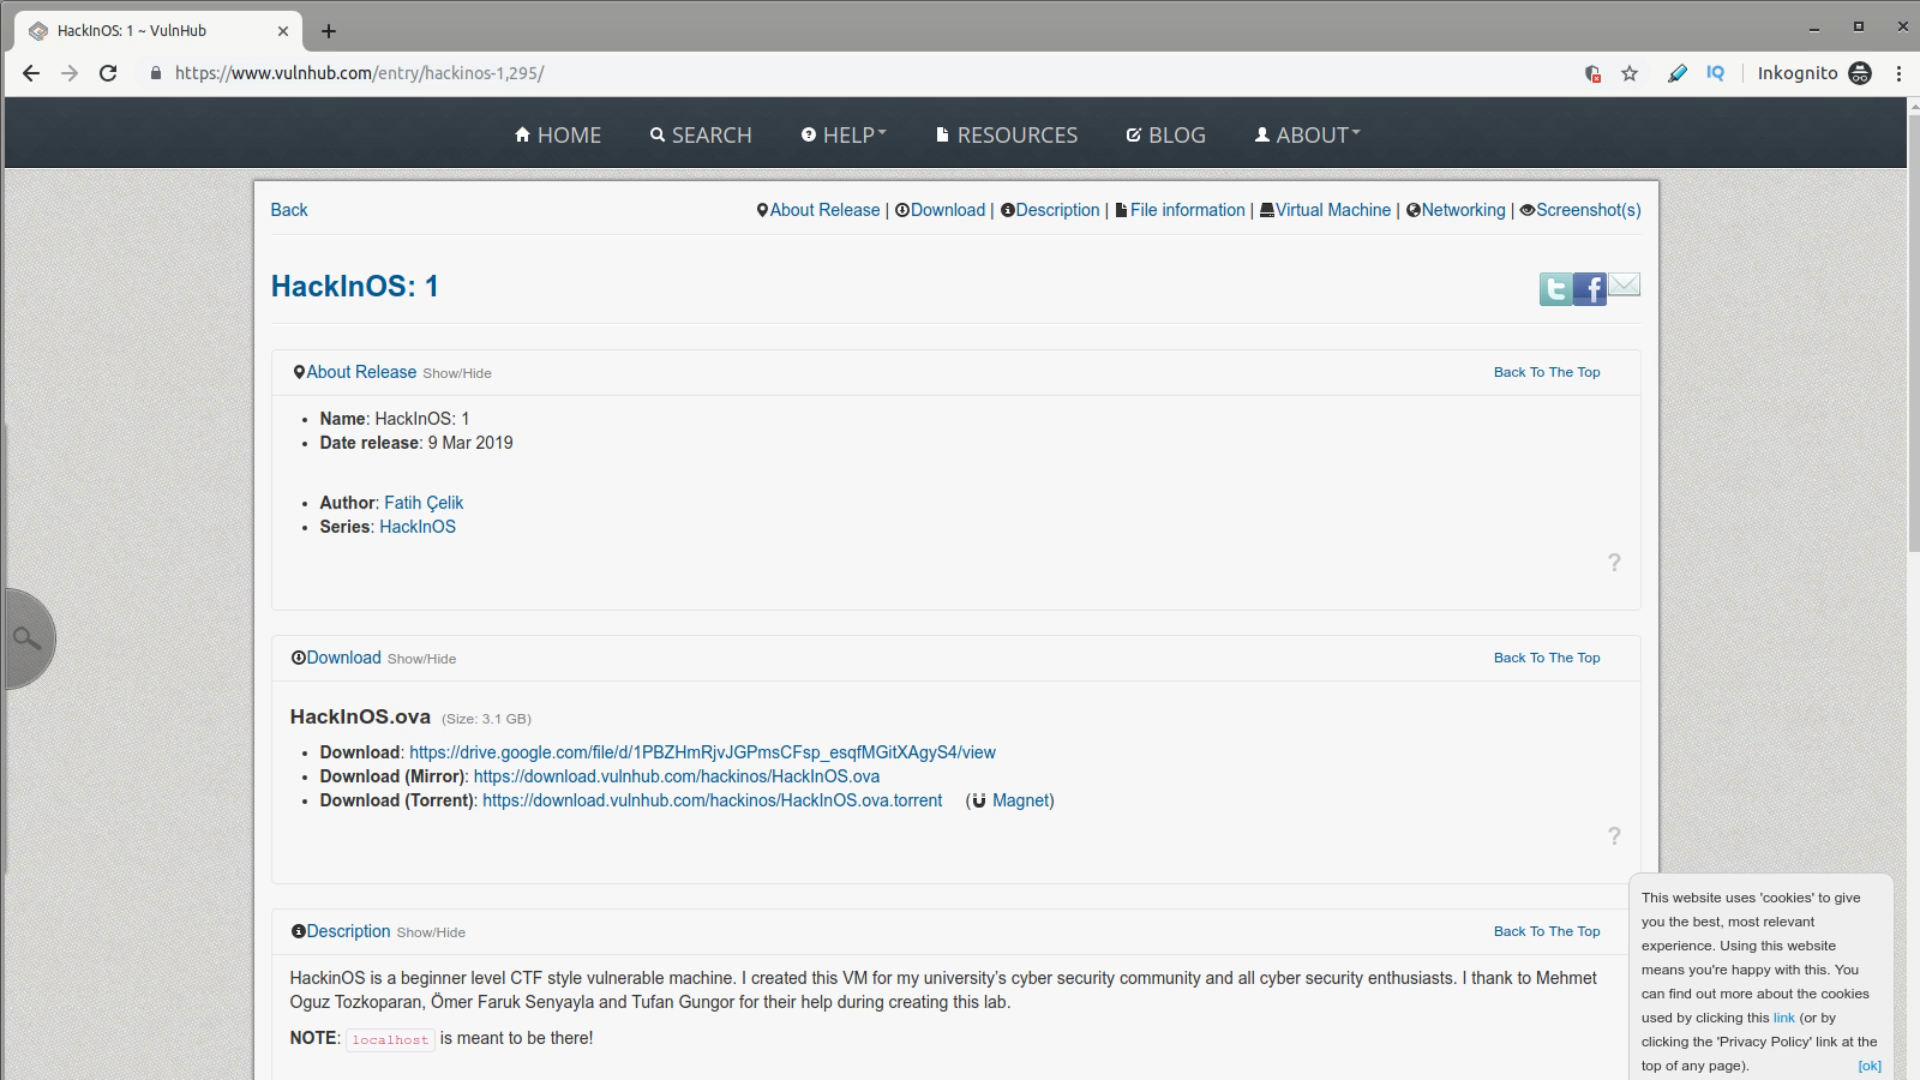 HackInOS: 1 ~ VulnHub
https://www.vulnhub.com/entry/hackinos-1,295/
IQ
Inkognito
HOME SEARCH HELP RESOURCES BLOG ABOUT
Back
About Release | Download | Description | File information | Virtual Machine | Networking | Screenshot(s)
HackInOS: 1
About Release Show/Hide
Back To The Top
Name: HackInOS: 1
Date release: 9 Mar 2019
Author: Fatih Çelik
Series: HackInOS
?
Download Show/Hide
Back To The Top
HackInOS.ova (Size: 3.1 GB)
Download: https://drive.google.com/file/d/1PBZHmRjvJGPmsCFsp_esqfMGitXAgyS4/view
Download (Mirror): https://download.vulnhub.com/hackinos/HackInOS.ova
Download (Torrent): https://download.vulnhub.com/hackinos/HackInOS.ova.torrent ( Magnet)
?
Description Show/Hide
Back To The Top
HackinOS is a beginner level CTF style vulnerable machine. I created this VM for my university's cyber security community and all cyber security enthusiasts. I thank to Mehmet
Oguz Tozkoparan, Ömer Faruk Senyayla and Tufan Gungor for their help during creating this lab.
NOTE: localhost is meant to be there!
This website uses 'cookies' to give
you the best, most relevant
experience. Using this website
means you're happy with this. You
can find out more about the cookies
used by clicking this link (or by
clicking the 'Privacy Policy' link at the
top of any page). [ok]